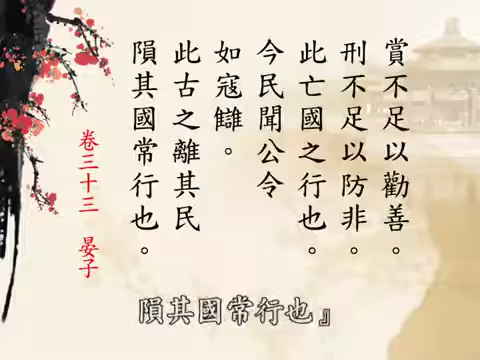 賞不足以勸善。
刑不足以防非。
此亡國之行也。
今民聞公令
如寇讎。
此古之離其民
隕其國常行也。
卷三十三　晏子
隕其國常行也』